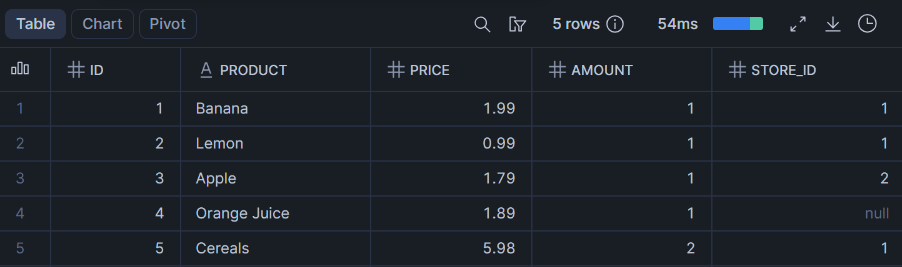 Table Chart Pivot 5 rows 54ms
ID PRODUCT PRICE AMOUNT STORE_ID
1 1 Banana 1.99 1 1
2 2 Lemon 0.99 1 1
3 3 Apple 1.79 1 2
4 4 Orange Juice 1.89 1 null
5 5 Cereals 5.98 2 1